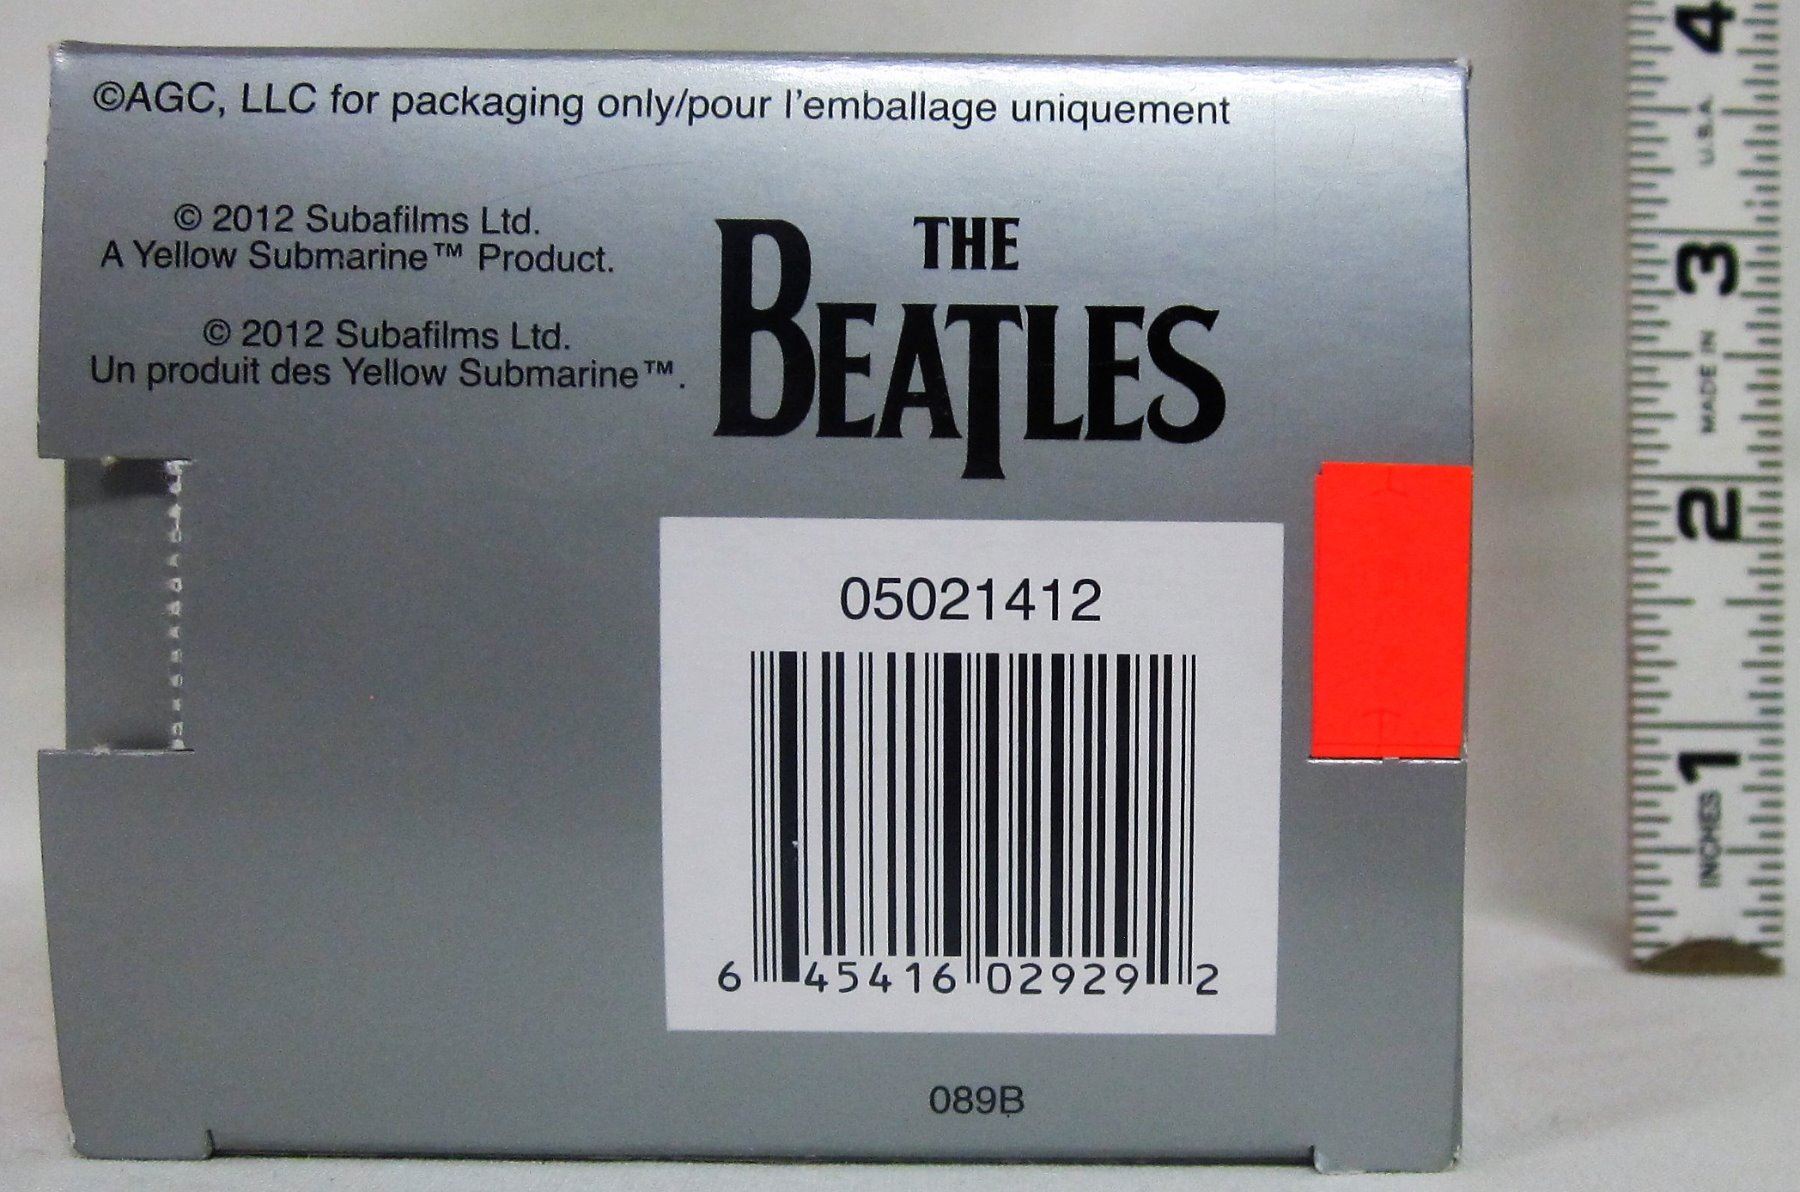 ©AGC, LLC for packaging only/pour l'emballage uniquement
© 2012 Subafilms Ltd.
A Yellow Submarine™ Product.
© 2012 Subafilms Ltd.
Un produit des Yellow Submarine™.
THE
BEATLES
05021412
6 45416 02929 2
089B
4
U.S.A.
3
MADE IN
2
1
INCHES